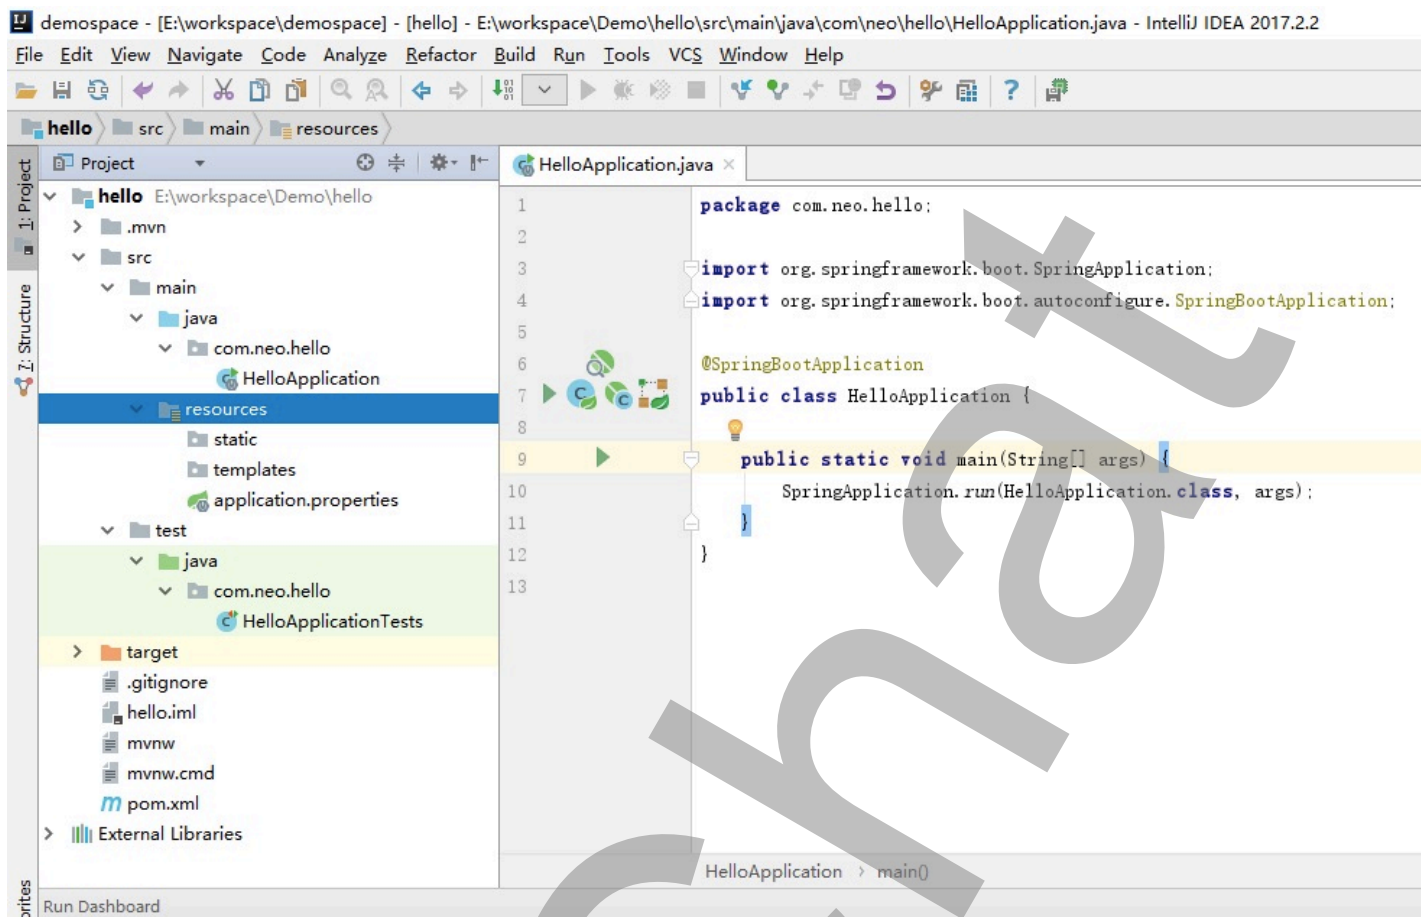 demospace - [E:\workspace\demospace] - [hello] - E:\workspace\Demo\hello\src\main\java\com\neo\hello\HelloApplication.java - IntelliJ IDEA 2017.2.2
File Edit View Navigate Code Analyze Refactor Build Run Tools VCS Window Help
hello src main resources
1: Project
7: Structure
Project
hello E:\workspace\Demo\hello
.mvn
src
main
java
com.neo.hello
HelloApplication
resources
static
templates
application.properties
test
java
com.neo.hello
HelloApplicationTests
target
.gitignore
hello.iml
mvnw
mvnw.cmd
pom.xml
External Libraries
HelloApplication.java
1 package com.neo.hello;
2
3 import org.springframework.boot.SpringApplication;
4 import org.springframework.boot.autoconfigure.SpringBootApplication;
5
6 @SpringBootApplication
7 public class HelloApplication {
8
9 public static void main(String[] args) {
10 SpringApplication.run(HelloApplication.class, args);
11 }
12 }
13
HelloApplication > main()
Run Dashboard
hat